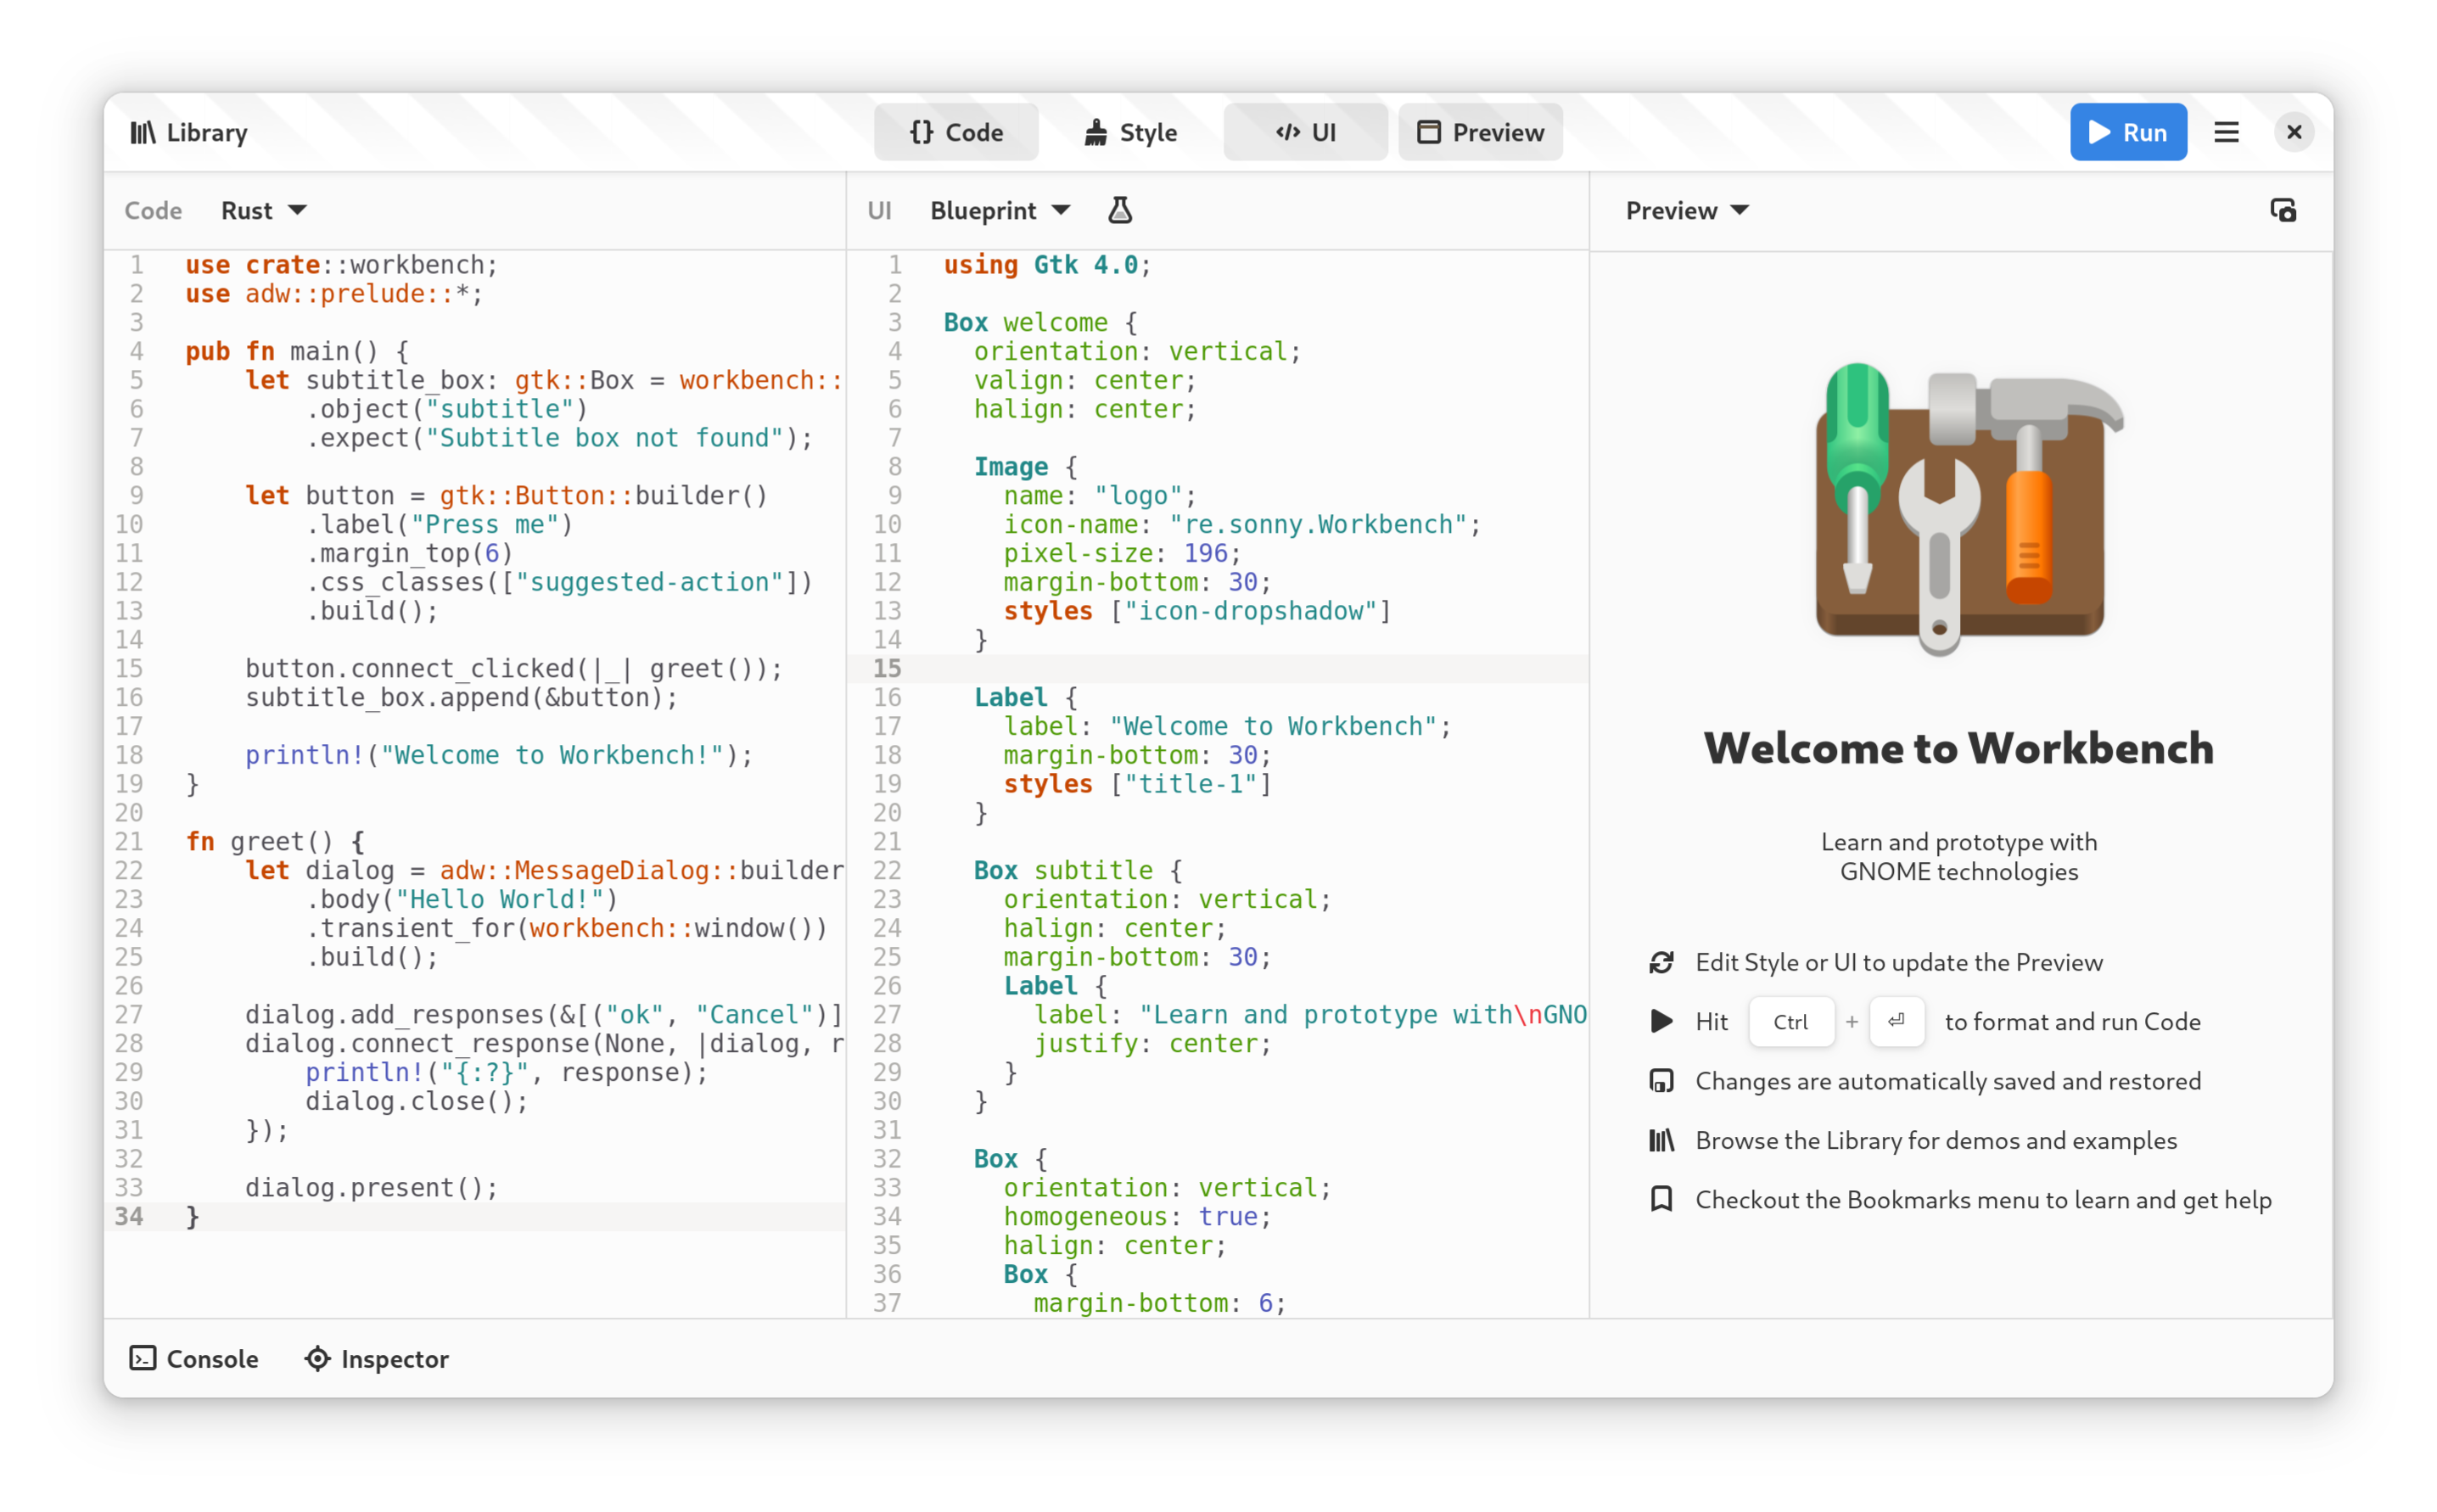 Library
Code
Style
UI
Preview
Run
Code Rust
1 use crate::workbench;
2 use adw::prelude::*;
3
4 pub fn main() {
5     let subtitle_box: gtk::Box = workbench::
6         .object("subtitle")
7         .expect("Subtitle box not found");
8
9     let button = gtk::Button::builder()
10         .label("Press me")
11         .margin_top(6)
12         .css_classes(["suggested-action"])
13         .build();
14
15     button.connect_clicked(|_| greet());
16     subtitle_box.append(&button);
17
18     println!("Welcome to Workbench!");
19 }
20
21 fn greet() {
22     let dialog = adw::MessageDialog::builder
23         .body("Hello World!")
24         .transient_for(workbench::window())
25         .build();
26
27     dialog.add_responses(&[("ok", "Cancel")]
28     dialog.connect_response(None, |dialog, r
29         println!("{:?}", response);
30         dialog.close();
31     });
32
33     dialog.present();
34 }
UI Blueprint
1 using Gtk 4.0;
2
3 Box welcome {
4   orientation: vertical;
5   valign: center;
6   halign: center;
7
8   Image {
9     name: "logo";
10     icon-name: "re.sonny.Workbench";
11     pixel-size: 196;
12     margin-bottom: 30;
13     styles ["icon-dropshadow"]
14   }
15
16   Label {
17     label: "Welcome to Workbench";
18     margin-bottom: 30;
19     styles ["title-1"]
20   }
21
22   Box subtitle {
23     orientation: vertical;
24     halign: center;
25     margin-bottom: 30;
26     Label {
27       label: "Learn and prototype with\nGNO
28       justify: center;
29     }
30   }
31
32   Box {
33     orientation: vertical;
34     homogeneous: true;
35     halign: center;
36     Box {
37       margin-bottom: 6;
Preview
Welcome to Workbench
Learn and prototype with
GNOME technologies
Edit Style or UI to update the Preview
Hit Ctrl + ⏎ to format and run Code
Changes are automatically saved and restored
Browse the Library for demos and examples
Checkout the Bookmarks menu to learn and get help
Console
Inspector